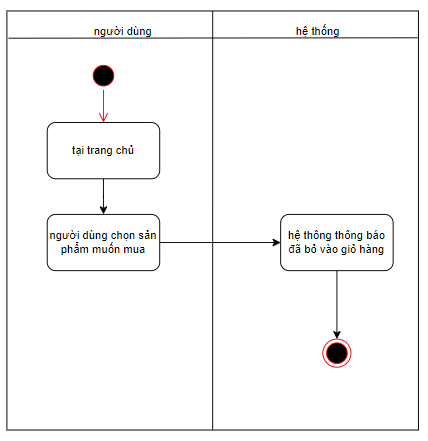 người dùng
hệ thống
tại trang chủ
người dùng chọn sản
phẩm muốn mua
hệ thông thông báo
đã bỏ vào giỏ hàng